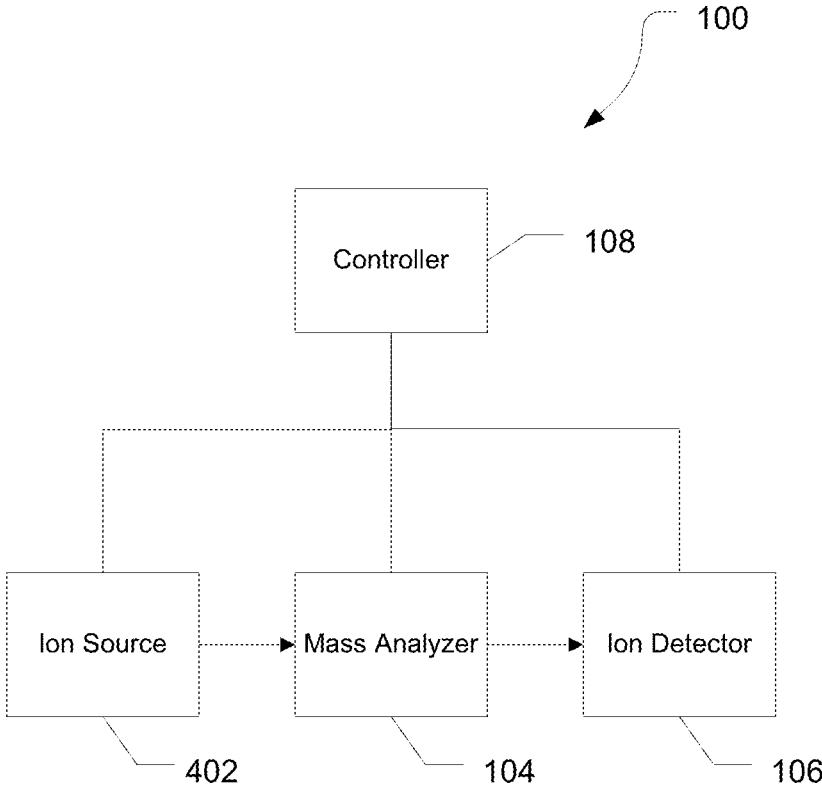 100
Controller
108
Ion Source
Mass Analyzer
Ion Detector
402
104
106